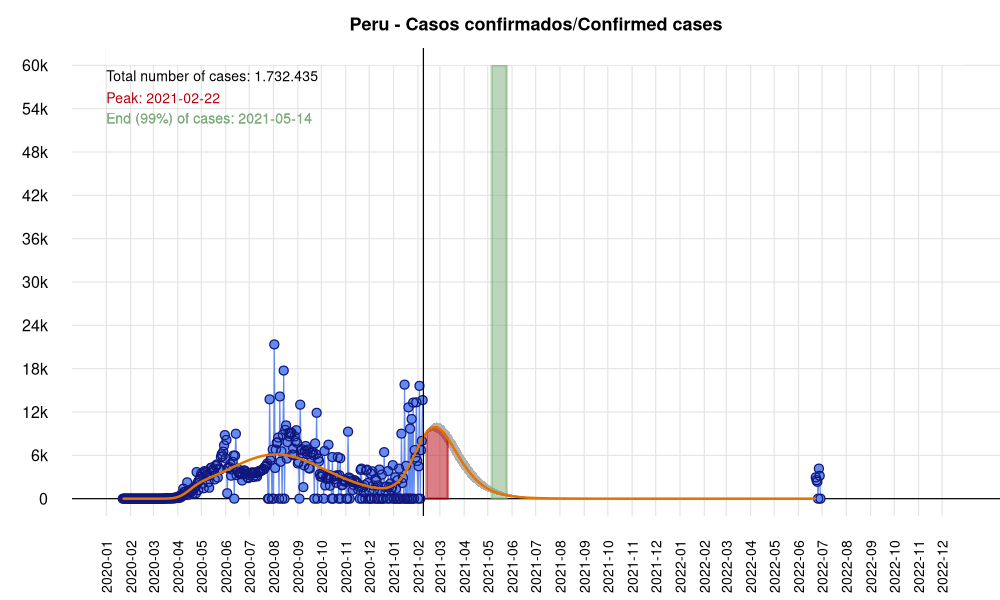 Peru - Casos confirmados/Confirmed cases
60k
Total number of cases: 1.732.435
Peak: 2021-02-22
54k
End (99%) of cases: 2021-05-14
48k
42k
36k
30k
24k
18k
12k
6k
0
2020-01
2020-02
2020-03
2020-04
2020-05
2020-06
2020-07
2020-08
2020-09
2020-10
2020-11
2020-12
2021-01
2021-02
2021-03
2021-04
2021-05
2021-06
2021-07
2021-08
2021-09
2021-10
2021-11
2021-12
2022-01
2022-02
2022-03
2022-04
2022-05
2022-06
2022-07
2022-08
2022-09
2022-10
2022-11
2022-12